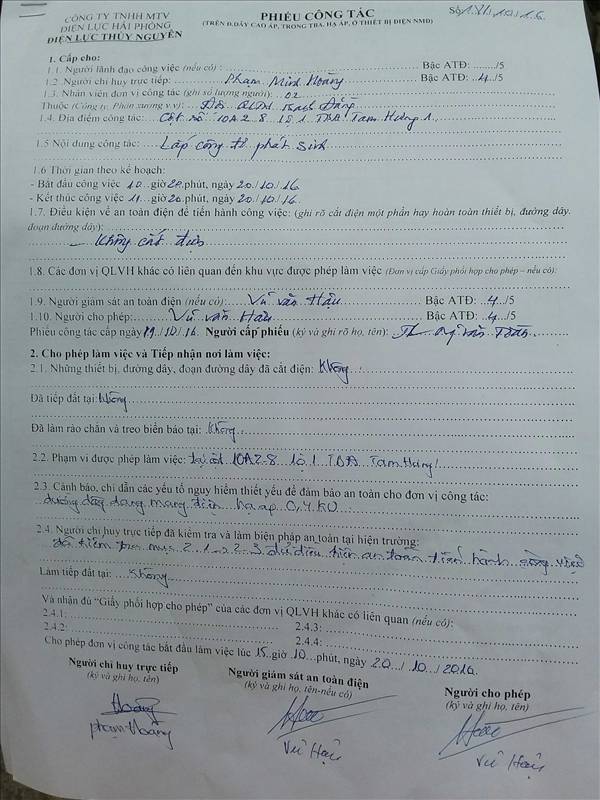 CÔNG TY TNHH MTV
ĐIỆN LỰC HẢI PHÒNG
ĐIỆN LỰC THỦY NGUYÊN
PHIẾU CÔNG TÁC
(TRÊN Đ.DÂY CAO ÁP, TRONG TBA, HẠ ÁP, Ở THIẾT BỊ ĐIỆN NMĐ)
1. Cấp cho:
1.1. Người lãnh đạo công việc (nếu có): Bậc ATĐ: ......../5
1.2. Người chỉ huy trực tiếp: Phạm Minh Hoàng Bậc ATĐ: 4/5
1.3. Nhân viên đơn vị công tác (ghi số lượng người): 02
Thuộc (Công ty, Phân xưởng v.v): Đội QLĐN Bạch Đằng
1.4. Địa điểm công tác: Cột số 10A2-8 Lộ 1 TBA Tam Hưng 1
1.5 Nội dung công tác: Lắp công tơ phát sinh
1.6 Thời gian theo kế hoạch:
- Bắt đầu công việc 10 giờ 20 phút, ngày 20/10/16
- Kết thúc công việc 11 giờ 20 phút, ngày 20/10/16
1.7. Điều kiện về an toàn điện để tiến hành công việc: (ghi rõ cắt điện một phần hay hoàn toàn thiết bị, đường dây,
đoạn đường dây):
- Không cắt điện
1.8. Các đơn vị QLVH khác có liên quan đến khu vực được phép làm việc (Đơn vị cấp Giấy phối hợp cho phép – nếu có):
1.9. Người giám sát an toàn điện (nếu có): Vũ Văn Hậu Bậc ATĐ: 4/5
1.10. Người cho phép: Vũ Văn Hậu Bậc ATĐ: 4/5
Phiếu công tác cấp ngày 19/10/16 Người cấp phiếu (ký và ghi rõ họ, tên):
2. Cho phép làm việc và Tiếp nhận nơi làm việc:
2.1. Những thiết bị, đường dây, đoạn đường dây đã cắt điện: Không
Đã tiếp đất tại: Không
Đã làm rào chắn và treo biển báo tại: Không
2.2. Phạm vi được phép làm việc: tại cột 10A2-8 lộ 1 TBA Tam Hưng 1
2.3. Cảnh báo, chỉ dẫn các yếu tố nguy hiểm thiết yếu để đảm bảo an toàn cho đơn vị công tác:
đường dây đang mang điện hạ áp 0,4 KV
2.4. Người chỉ huy trực tiếp đã kiểm tra và làm biện pháp an toàn tại hiện trường:
đã kiểm tra mục 2-1 2-3 đủ điều kiện an toàn tiến hành công việc
Làm tiếp đất tại: Không
Và nhận đủ “Giấy phối hợp cho phép” của các đơn vị QLVH khác có liên quan (nếu có):
2.4.1: 2.4.3:
2.4.2: 2.4.4:
Cho phép đơn vị công tác bắt đầu làm việc lúc 15 giờ 10 phút, ngày 20/10/2016
Người chỉ huy trực tiếp
(ký và ghi họ, tên)
Người giám sát an toàn điện
(ký và ghi họ, tên-nếu có)
Người cho phép
(ký và ghi họ, tên)
phạm Hoàng
Vũ Hậu
Vũ Hậu